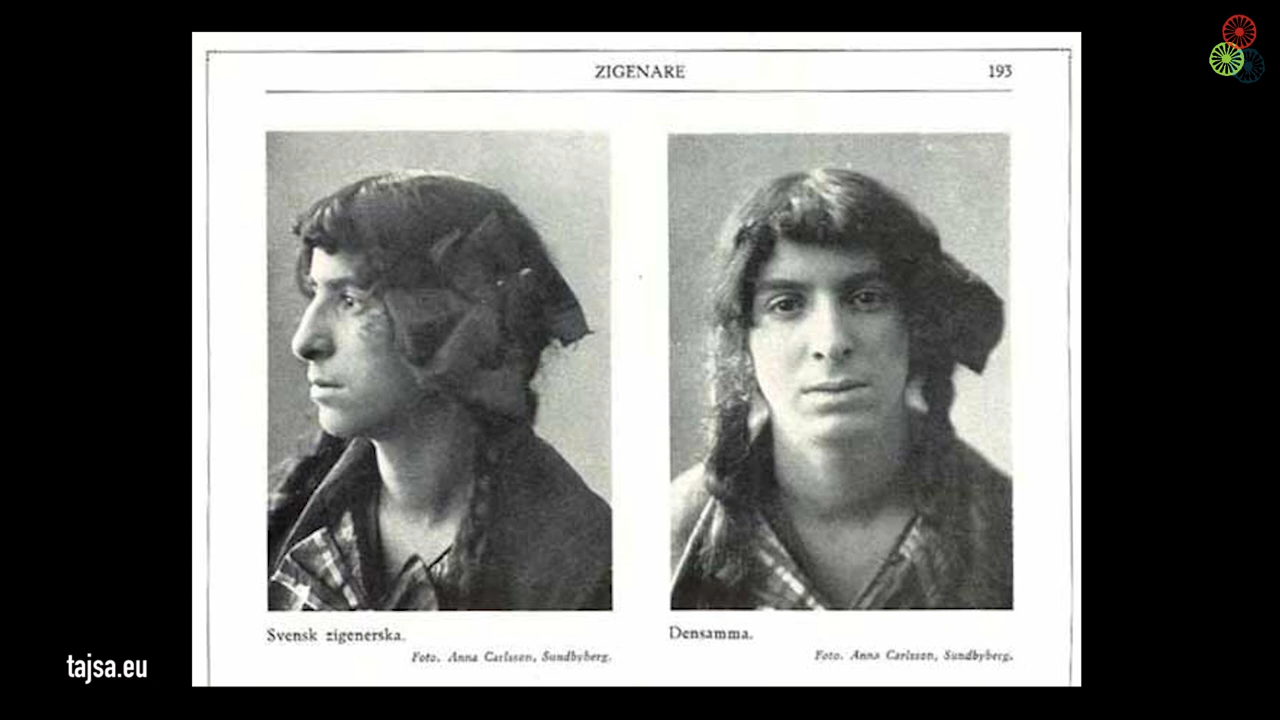 ZIGENARE 193
Svensk zigenerska.
Foto. Anna Carlsson, Sundbyberg.
Densamma.
Foto. Anna Carlsson, Sundbyberg.
tajsa.eu